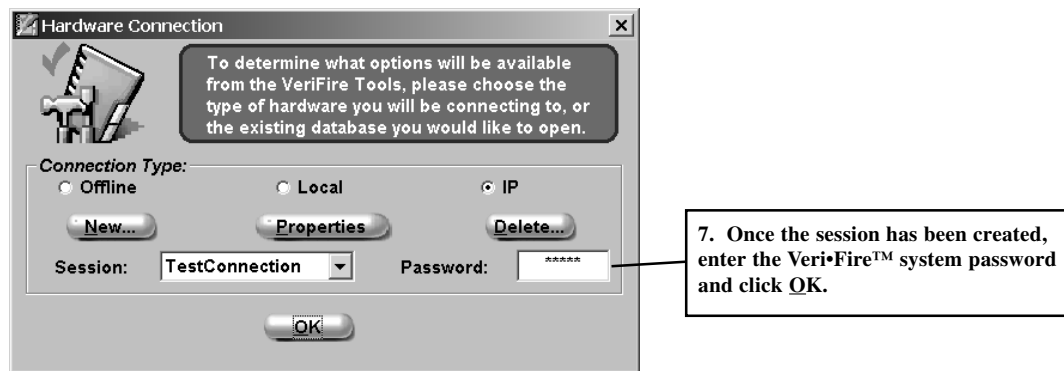 Hardware Connection
To determine what options will be available
from the VeriFire Tools, please choose the
type of hardware you will be connecting to, or
the existing database you would like to open.
Connection Type:
Offline Local IP
New... Properties Delete...
Session: TestConnection Password: *****
OK
7. Once the session has been created,
enter the Veri•Fire™ system password
and click OK.